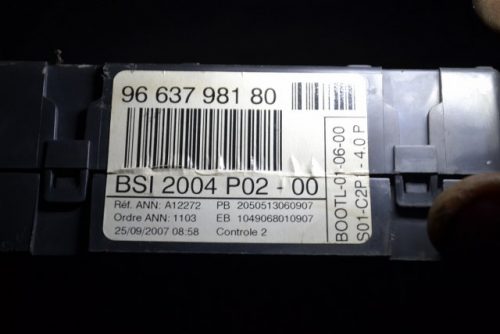 96 637 981 80
BSI 2004 P02 - 00
Réf. ANN: A12272 PB 2050513060907
Ordre ANN: 1103 EB 1049068010907
25/09/2007 08:58 Controle 2
BOOTL-01-06-00
S01-C2P - 4.0 P